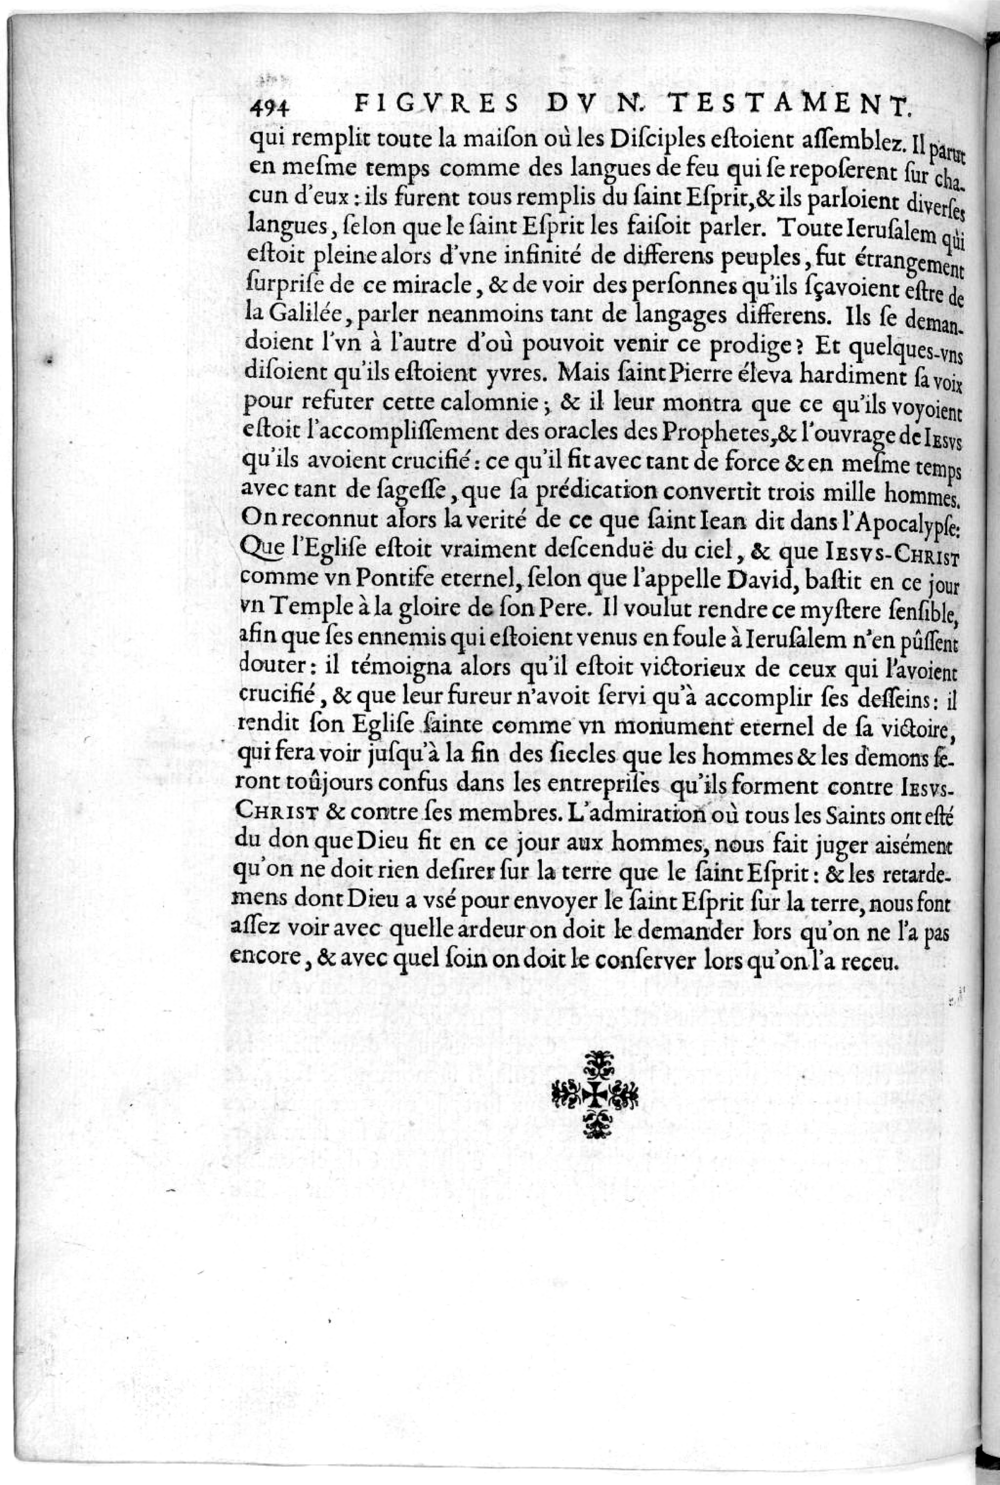 494 FIGVRES DV N. TESTAMENT.
qui remplit toute la maiſon où les Diſciples eſtoient aſſemblez. Il parut
en meſme temps comme des langues de feu qui ſe repoſerent ſur cha-
cun d'eux : ils furent tous remplis du ſaint Eſprit, & ils parloient diverſes
langues, ſelon que le ſaint Eſprit les faiſoit parler. Toute Ieruſalem qui
eſtoit pleine alors d'vne infinité de differens peuples, fut étrangement
ſurpriſe de ce miracle, & de voir des perſonnes qu'ils ſçavoient eſtre de
la Galilée, parler neanmoins tant de langages differens. Ils ſe deman-
doient l'vn à l'autre d'où pouvoit venir ce prodige? Et quelques-vns
diſoient qu'ils eſtoient yvres. Mais ſaint Pierre éleva hardiment ſa voix
pour refuter cette calomnie ; & il leur montra que ce qu'ils voyoient
eſtoit l'accompliſſement des oracles des Prophetes, & l'ouvrage de IESVS
qu'ils avoient crucifié : ce qu'il fit avec tant de force & en meſme temps
avec tant de ſageſſe, que ſa prédication convertit trois mille hommes.
On reconnut alors la verité de ce que ſaint Iean dit dans l'Apocalypſe:
Que l'Egliſe eſtoit vraiment deſcenduë du ciel, & que IESVS-CHRIST
comme vn Pontife eternel, ſelon que l'appelle David, baſtit en ce jour
vn Temple à la gloire de ſon Pere. Il voulut rendre ce myſtere ſenſible,
afin que ſes ennemis qui eſtoient venus en foule à Ieruſalem n'en pûſſent
douter : il témoigna alors qu'il eſtoit victorieux de ceux qui l'avoient
crucifié, & que leur fureur n'avoit ſervi qu'à accomplir ſes deſſeins : il
rendit ſon Egliſe ſainte comme vn monument eternel de ſa victoire,
qui fera voir juſqu'à la fin des ſiecles que les hommes & les demons ſe-
ront toûjours confus dans les entrepriſes qu'ils forment contre IESVS-
CHRIST & contre ſes membres. L'admiration où tous les Saints ont eſté
du don que Dieu fit en ce jour aux hommes, nous fait juger aisément
qu'on ne doit rien deſirer ſur la terre que le ſaint Eſprit : & les retarde-
mens dont Dieu a vſé pour envoyer le ſaint Eſprit ſur la terre, nous font
aſſez voir avec quelle ardeur on doit le demander lors qu'on ne l'a pas
encore, & avec quel ſoin on doit le conſerver lors qu'on l'a receu.